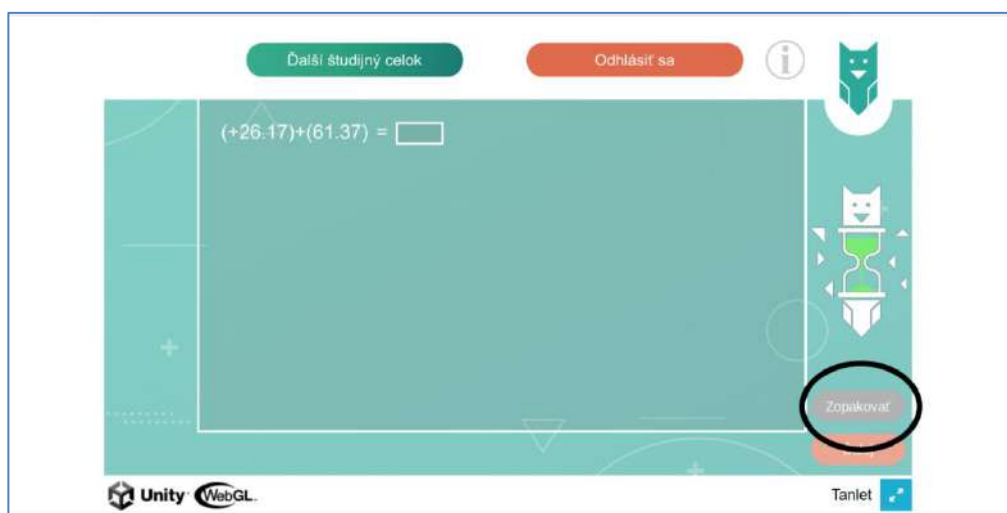 Ďalší študijný celok
Odhlásiť sa
(+26.17)+(61.37) =
Zopakovať
Unity WebGL.
Tanlet